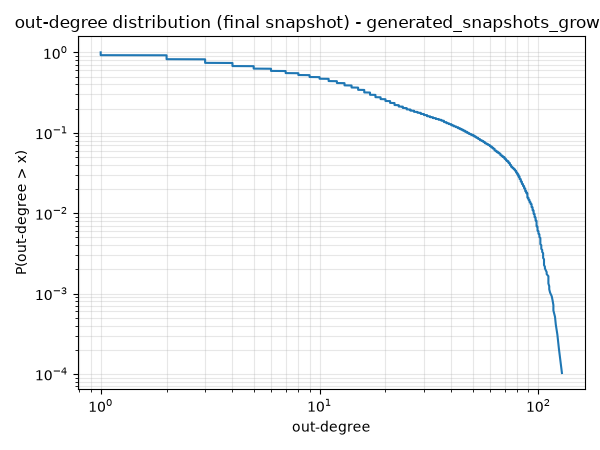 out-degree distribution (final snapshot) - generated_snapshots_grow
P(out-degree > x)
10⁰
10⁻¹
10⁻²
10⁻³
10⁻⁴
10⁰ 10¹ 10²
out-degree